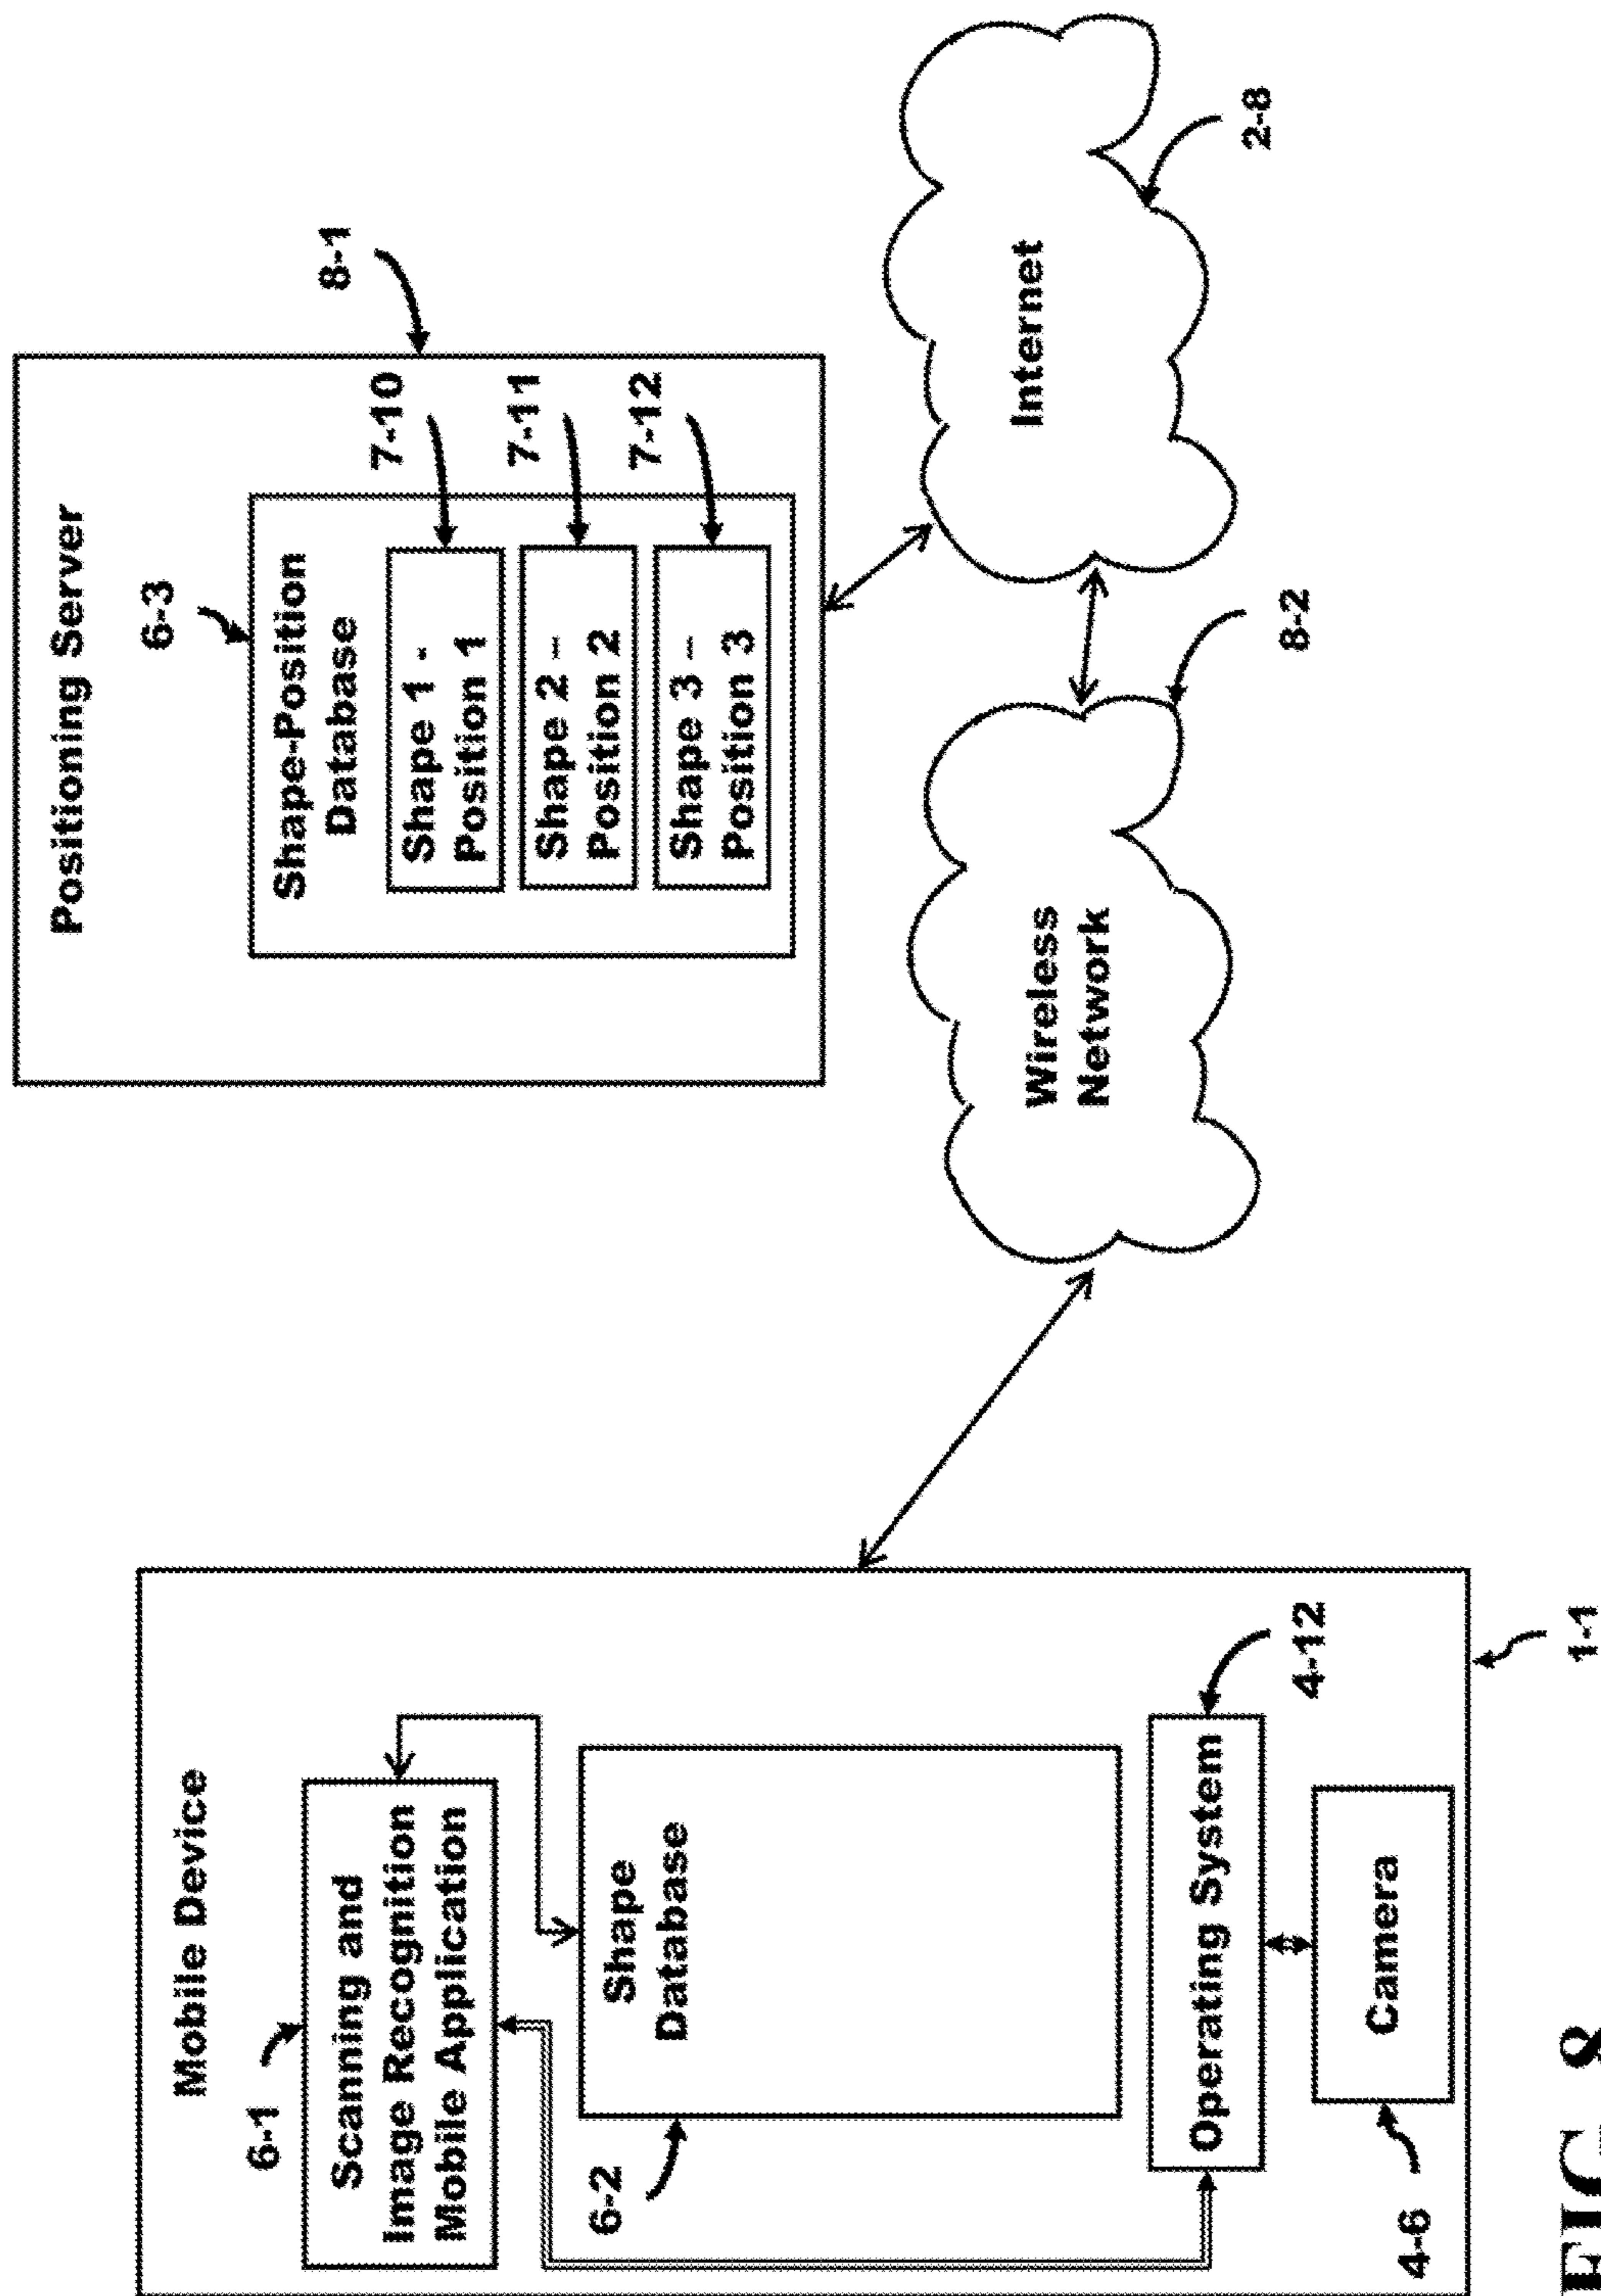 Mobile Device
6-1
Scanning and
Image Recognition
Mobile Application
6-2
Shape
Database
Operating System
4-12
Camera
4-6
1-1
Positioning Server
8-1
6-3
Shape-Position
Database
7-10
Shape 1 -
Position 1
7-11
Shape 2 –
Position 2
7-12
Shape 3 –
Position 3
Wireless
Network
8-2
Internet
2-8
FIG. 8